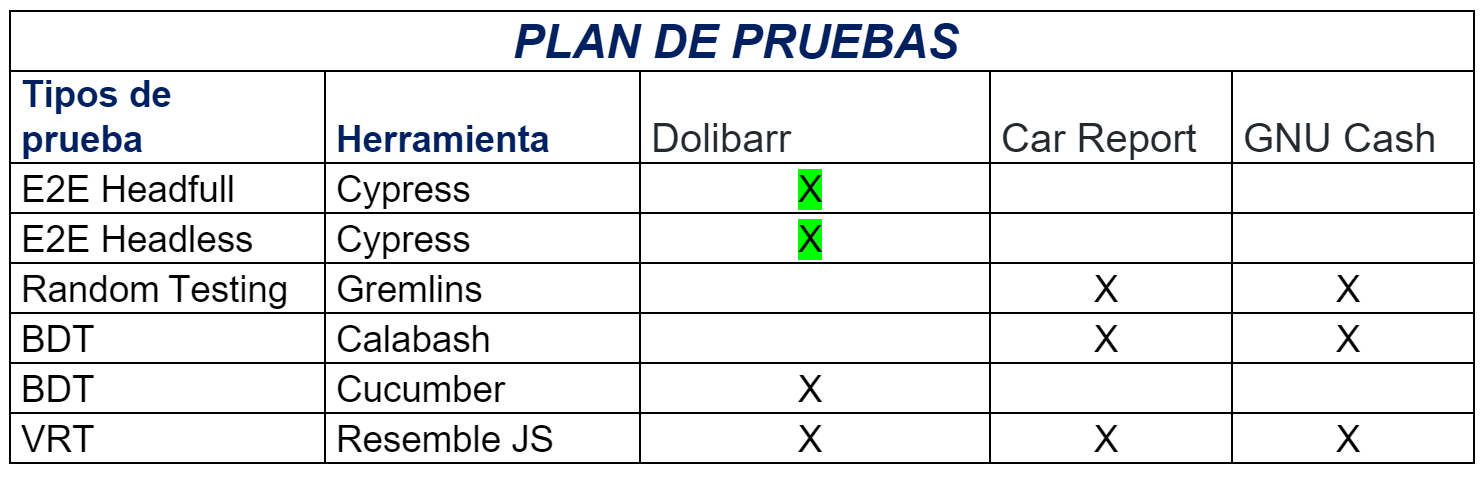 PLAN DE PRUEBAS
Tipos de
prueba Herramienta Dolibarr Car Report GNU Cash
E2E Headfull Cypress X
E2E Headless Cypress X
Random Testing Gremlins X X
BDT Calabash X X
BDT Cucumber X
VRT Resemble JS X X X